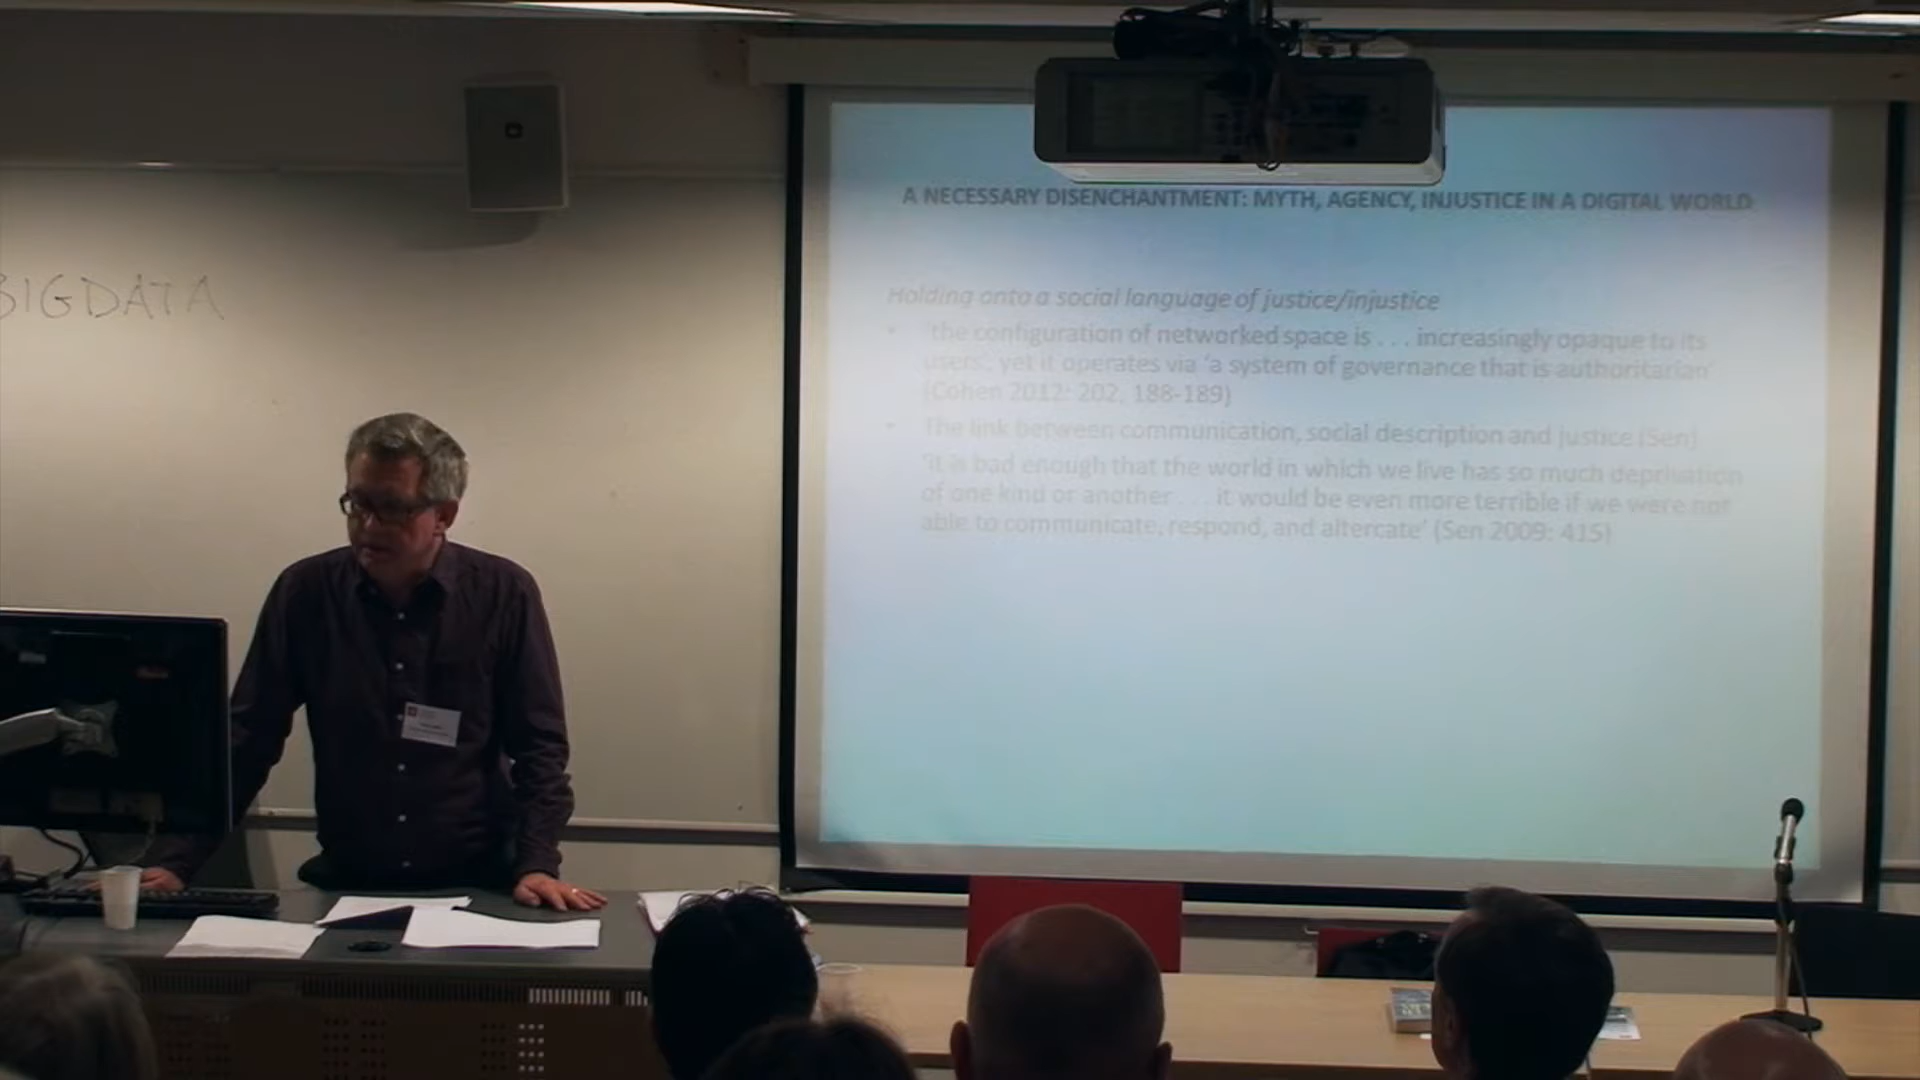 BIGDATA
A NECESSARY DISENCHANTMENT: MYTH, AGENCY, INJUSTICE IN A DIGITAL WORLD
Holding onto a social language of justice/injustice
• 'the configuration of networked space is . . . increasingly opaque to its
users', yet it operates via 'a system of governance that is authoritarian'
(Cohen 2012: 202, 188-189)
• The link between communication, social description and justice (Sen)
'It is bad enough that the world in which we live has so much deprivation
of one kind or another . . . it would be even more terrible if we were not
able to communicate, respond, and altercate' (Sen 2009: 415)